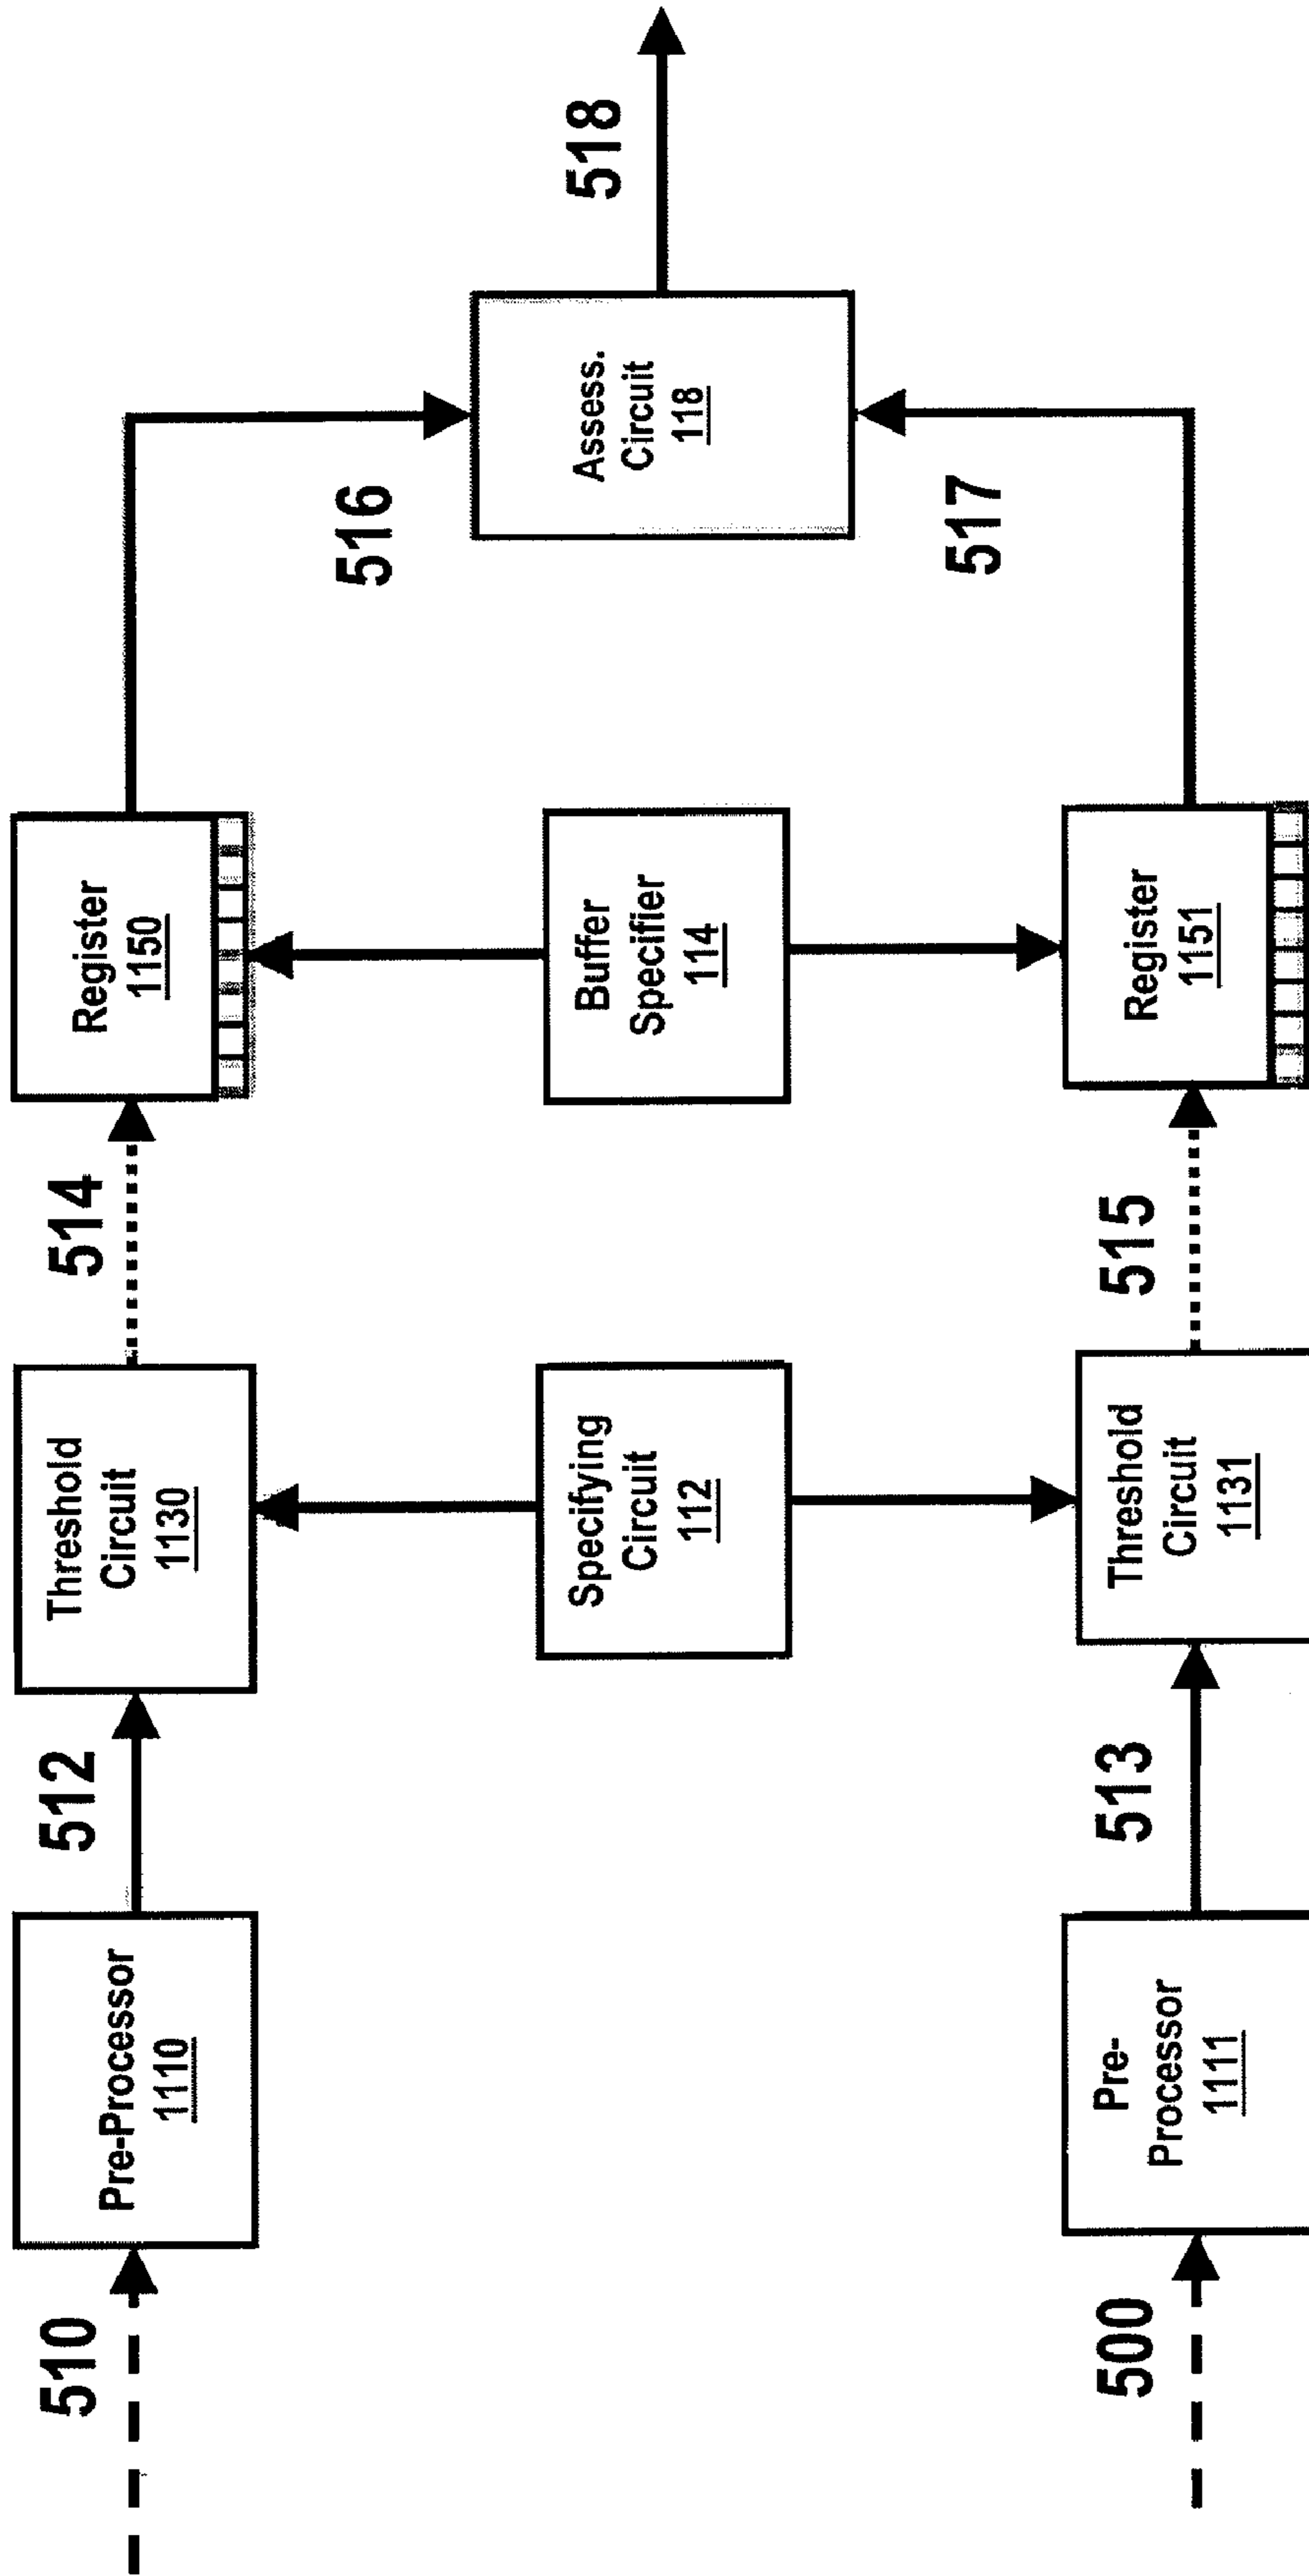 510
Pre-Processor
1110
512
Threshold
Circuit
1130
514
Register
1150
516
Specifying
Circuit
112
Buffer
Specifier
114
Assess.
Circuit
118
518
500
Pre-
Processor
1111
513
Threshold
Circuit
1131
515
Register
1151
517